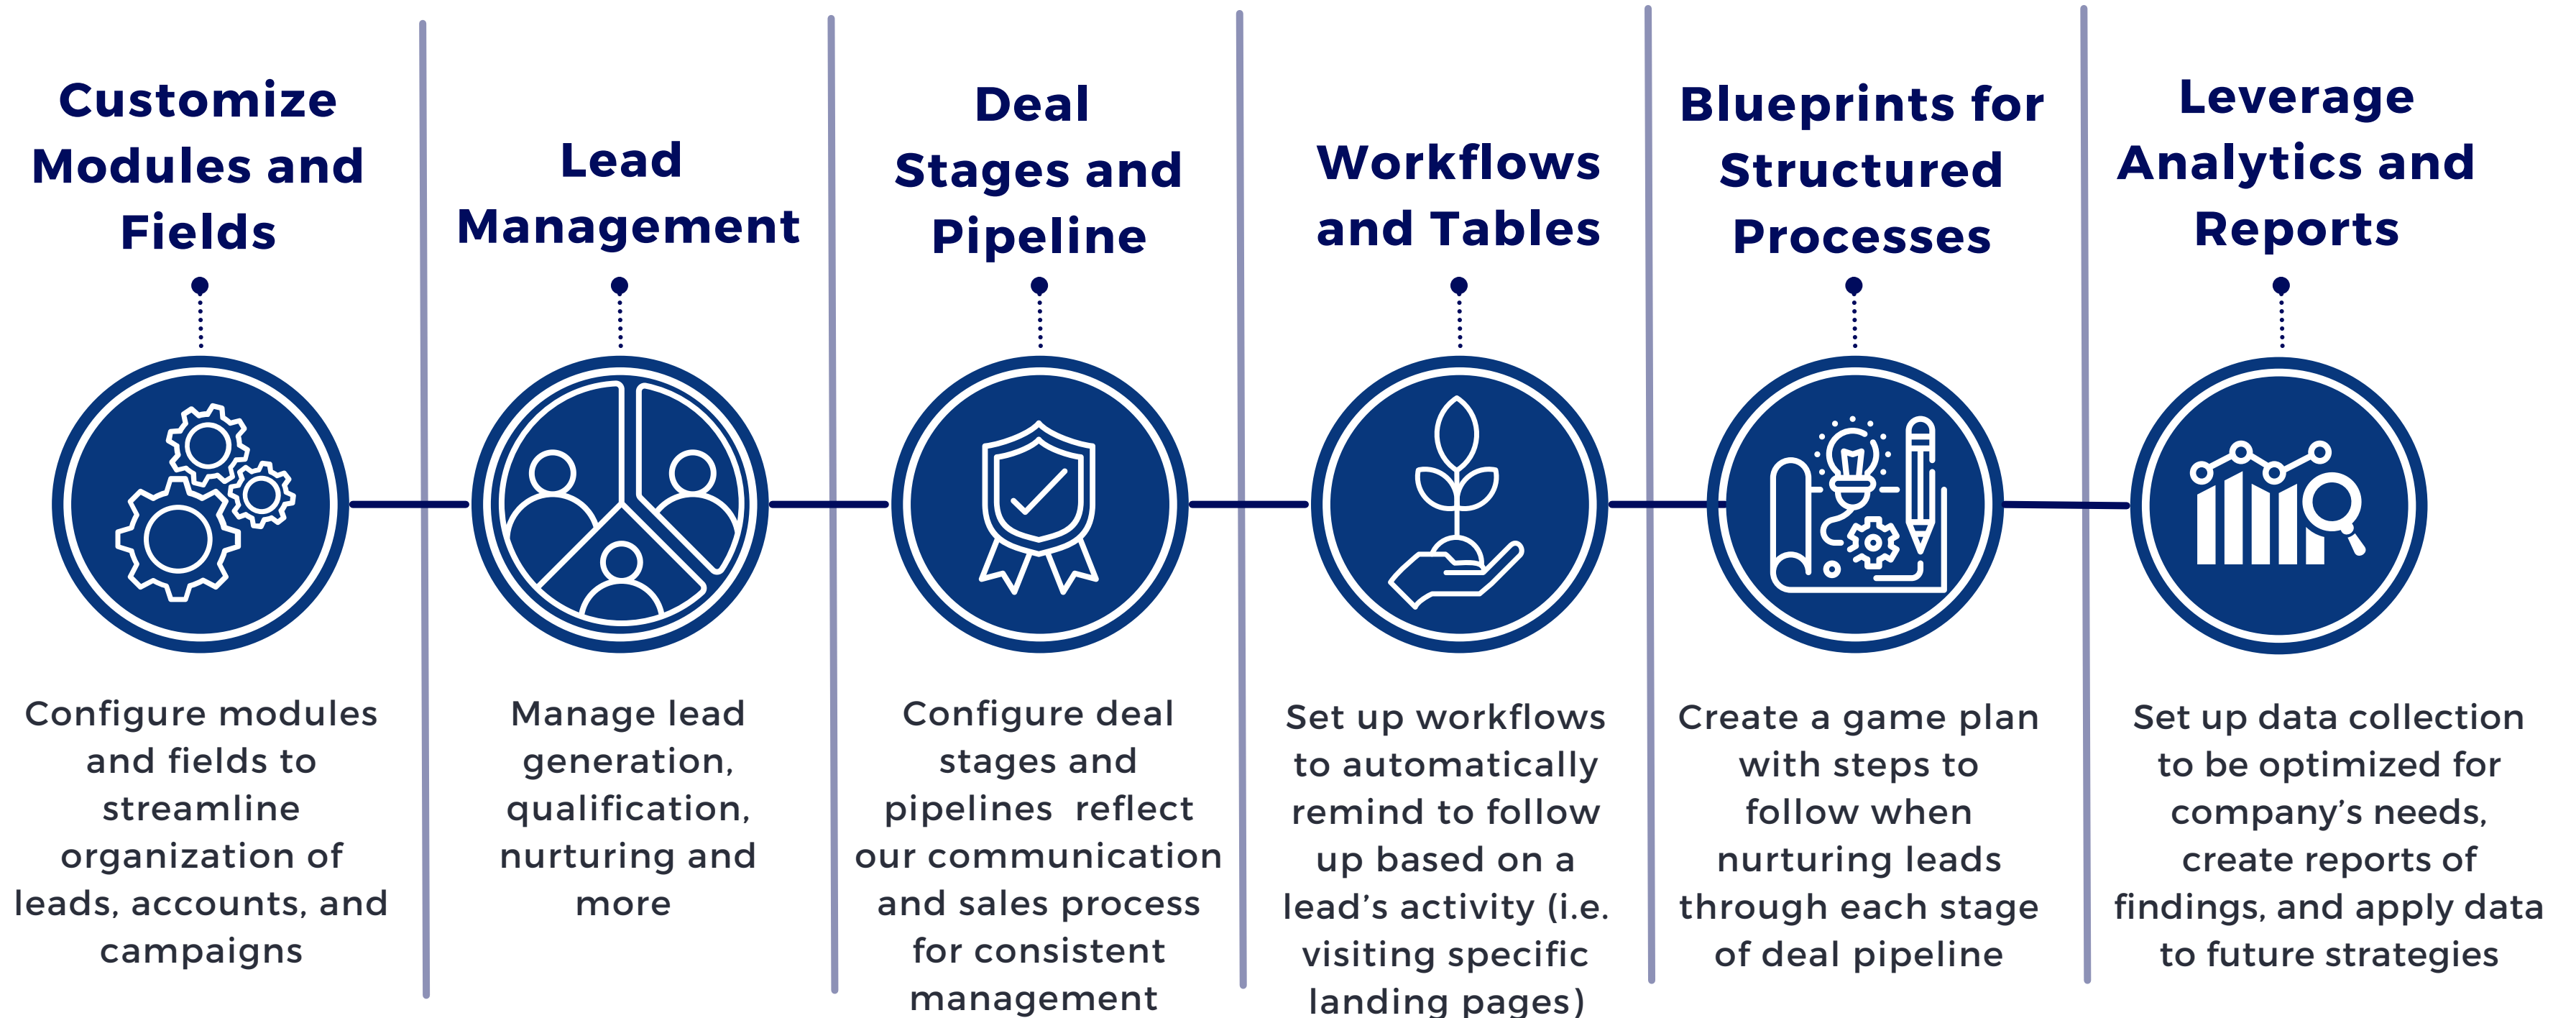 Customize
Modules and
Fields
Configure modules
and fields to
streamline
organization of
leads, accounts, and
campaigns
Lead
Management
Manage lead
generation,
qualification,
nurturing and
more
Deal
Stages and
Pipeline
Configure deal
stages and
pipelines  reflect
our communication
and sales process
for consistent
management
Workflows
and Tables
Set up workflows
to automatically
remind to follow
up based on a
lead’s activity (i.e.
visiting specific
landing pages)
Blueprints for
Structured
Processes
Create a game plan
with steps to
follow when
nurturing leads
through each stage
of deal pipeline
Leverage
Analytics and
Reports
Set up data collection
to be optimized for
company’s needs,
create reports of
findings, and apply data
to future strategies